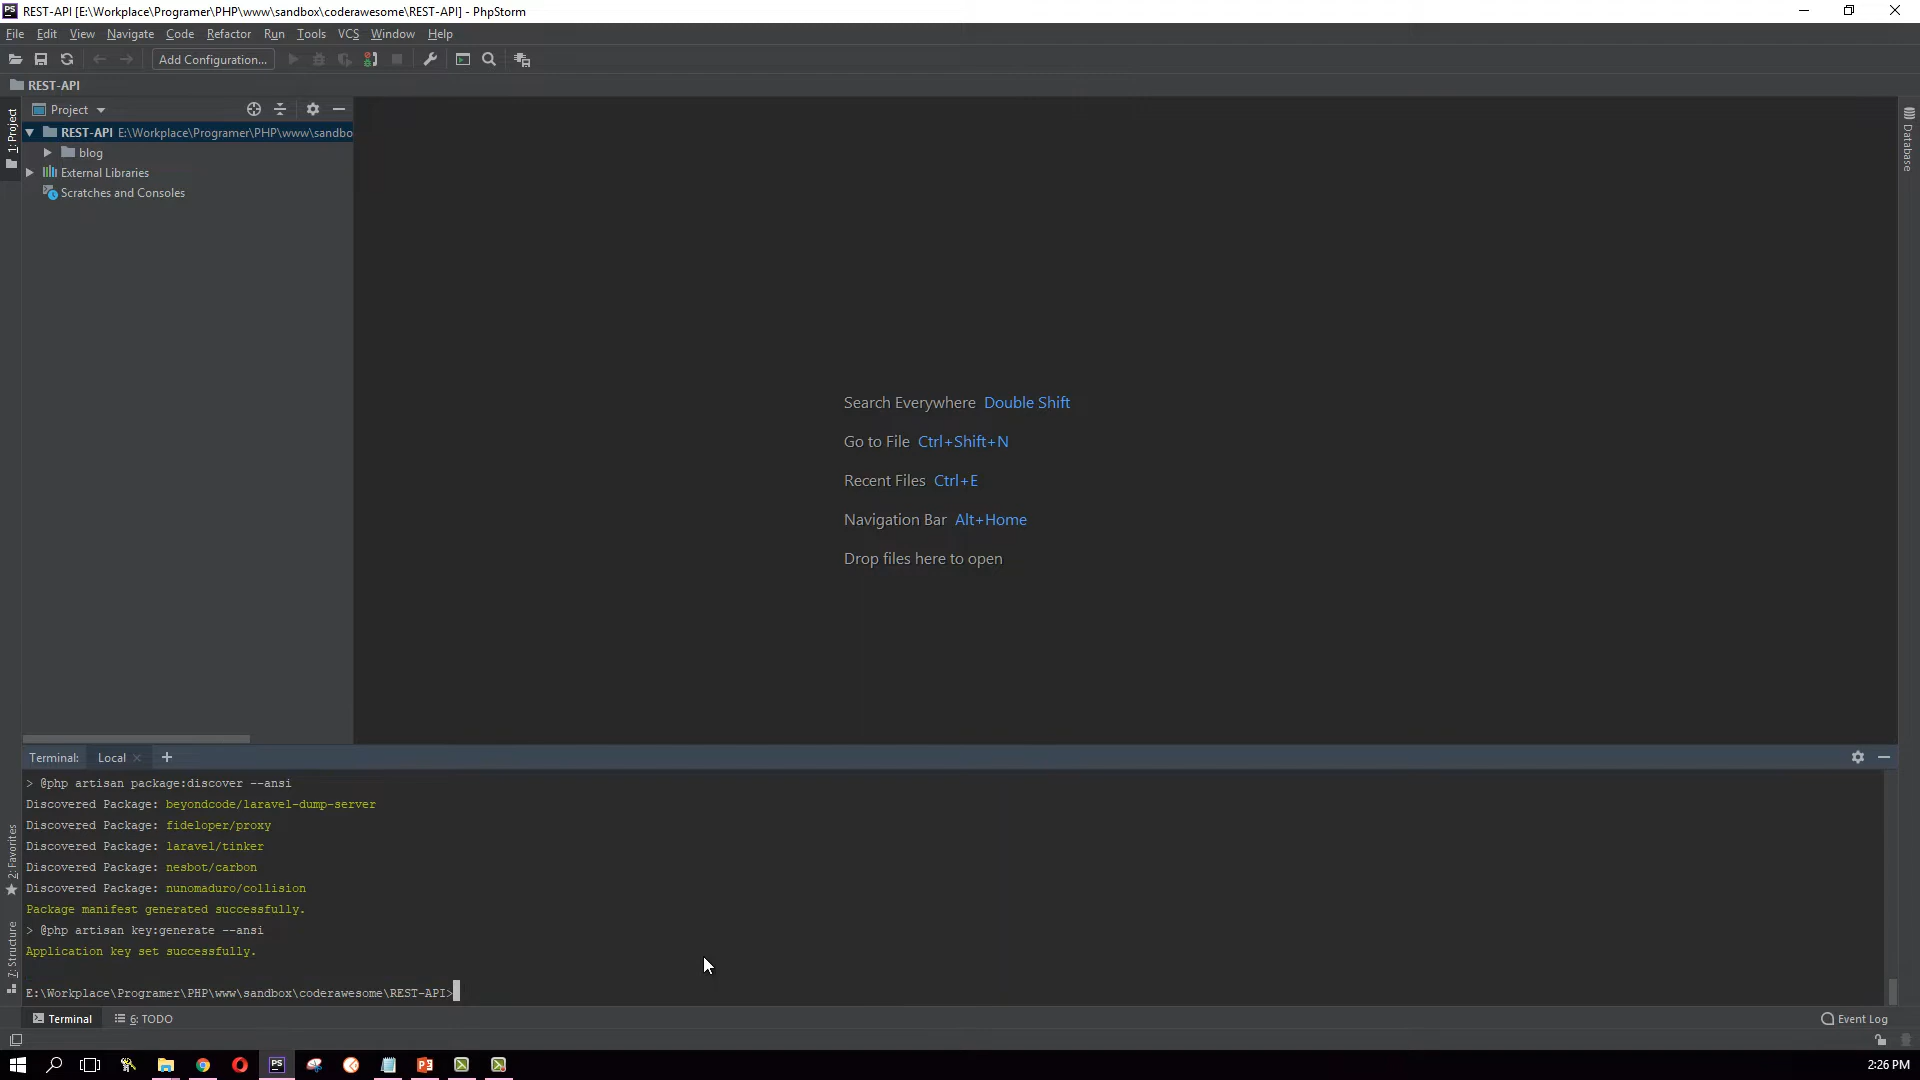 REST-API [E:\Workplace\Programer\PHP\www\sandbox\coderawesome\REST-API] - PhpStorm
File Edit View Navigate Code Refactor Run Tools VCS Window Help
Add Configuration...
REST-API
Project
1: Project
Database
REST-API E:\Workplace\Programer\PHP\www\sandbo
blog
External Libraries
Scratches and Consoles
Search Everywhere Double Shift
Go to File Ctrl+Shift+N
Recent Files Ctrl+E
Navigation Bar Alt+Home
Drop files here to open
Terminal: Local
> @php artisan package:discover --ansi
Discovered Package: beyondcode/laravel-dump-server
Discovered Package: fideloper/proxy
Discovered Package: laravel/tinker
Discovered Package: nesbot/carbon
Discovered Package: nunomaduro/collision
Package manifest generated successfully.
> @php artisan key:generate --ansi
Application key set successfully.
E:\Workplace\Programer\PHP\www\sandbox\coderawesome\REST-API>
2: Favorites
7: Structure
Terminal 6: TODO Event Log
2:26 PM